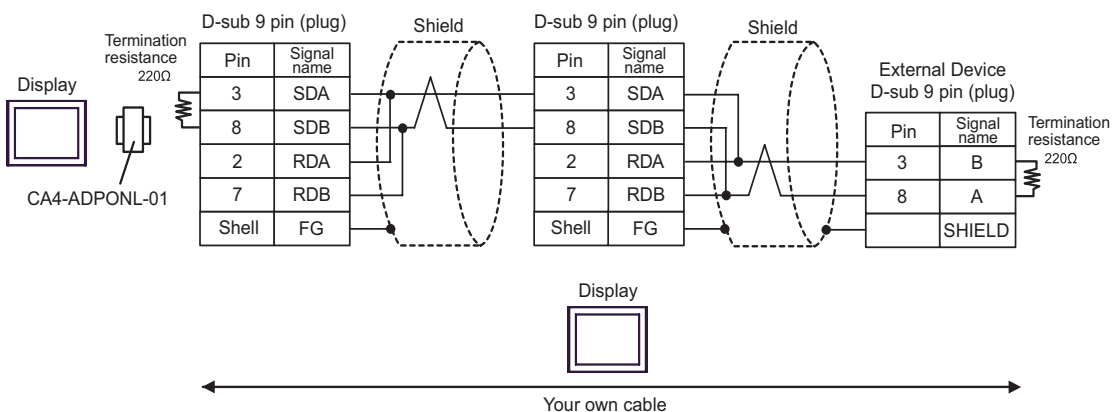 Display
CA4-ADPONL-01
Termination
resistance
220Ω
D-sub 9 pin (plug)
Pin Signal name
3 SDA
8 SDB
2 RDA
7 RDB
Shell FG
Shield
D-sub 9 pin (plug)
Pin Signal name
3 SDA
8 SDB
2 RDA
7 RDB
Shell FG
Shield
External Device
D-sub 9 pin (plug)
Pin Signal name
3 B
8 A
SHIELD
Termination
resistance
220Ω
Display
Your own cable